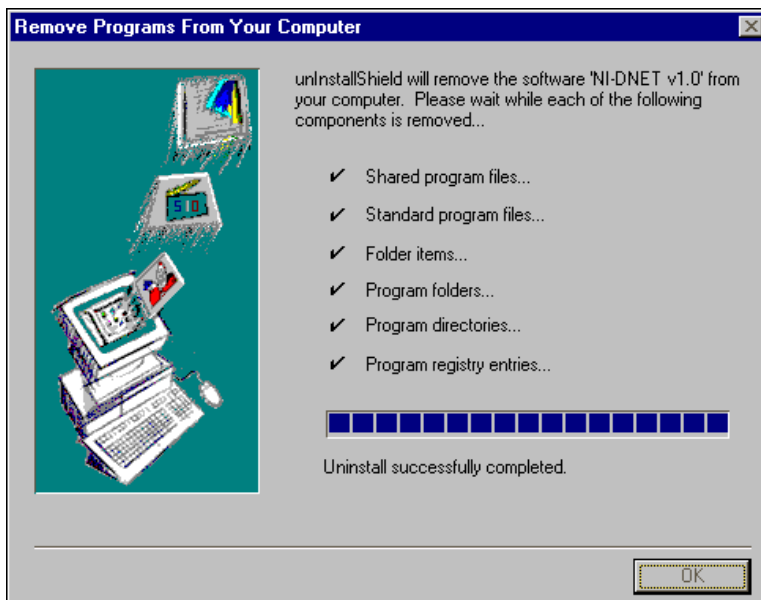 Remove Programs From Your Computer
unInstallShield will remove the software 'NI-DNET v1.0' from
your computer. Please wait while each of the following
components is removed...
Shared program files...
Standard program files...
Folder items...
Program folders...
Program directories...
Program registry entries...
Uninstall successfully completed.
OK